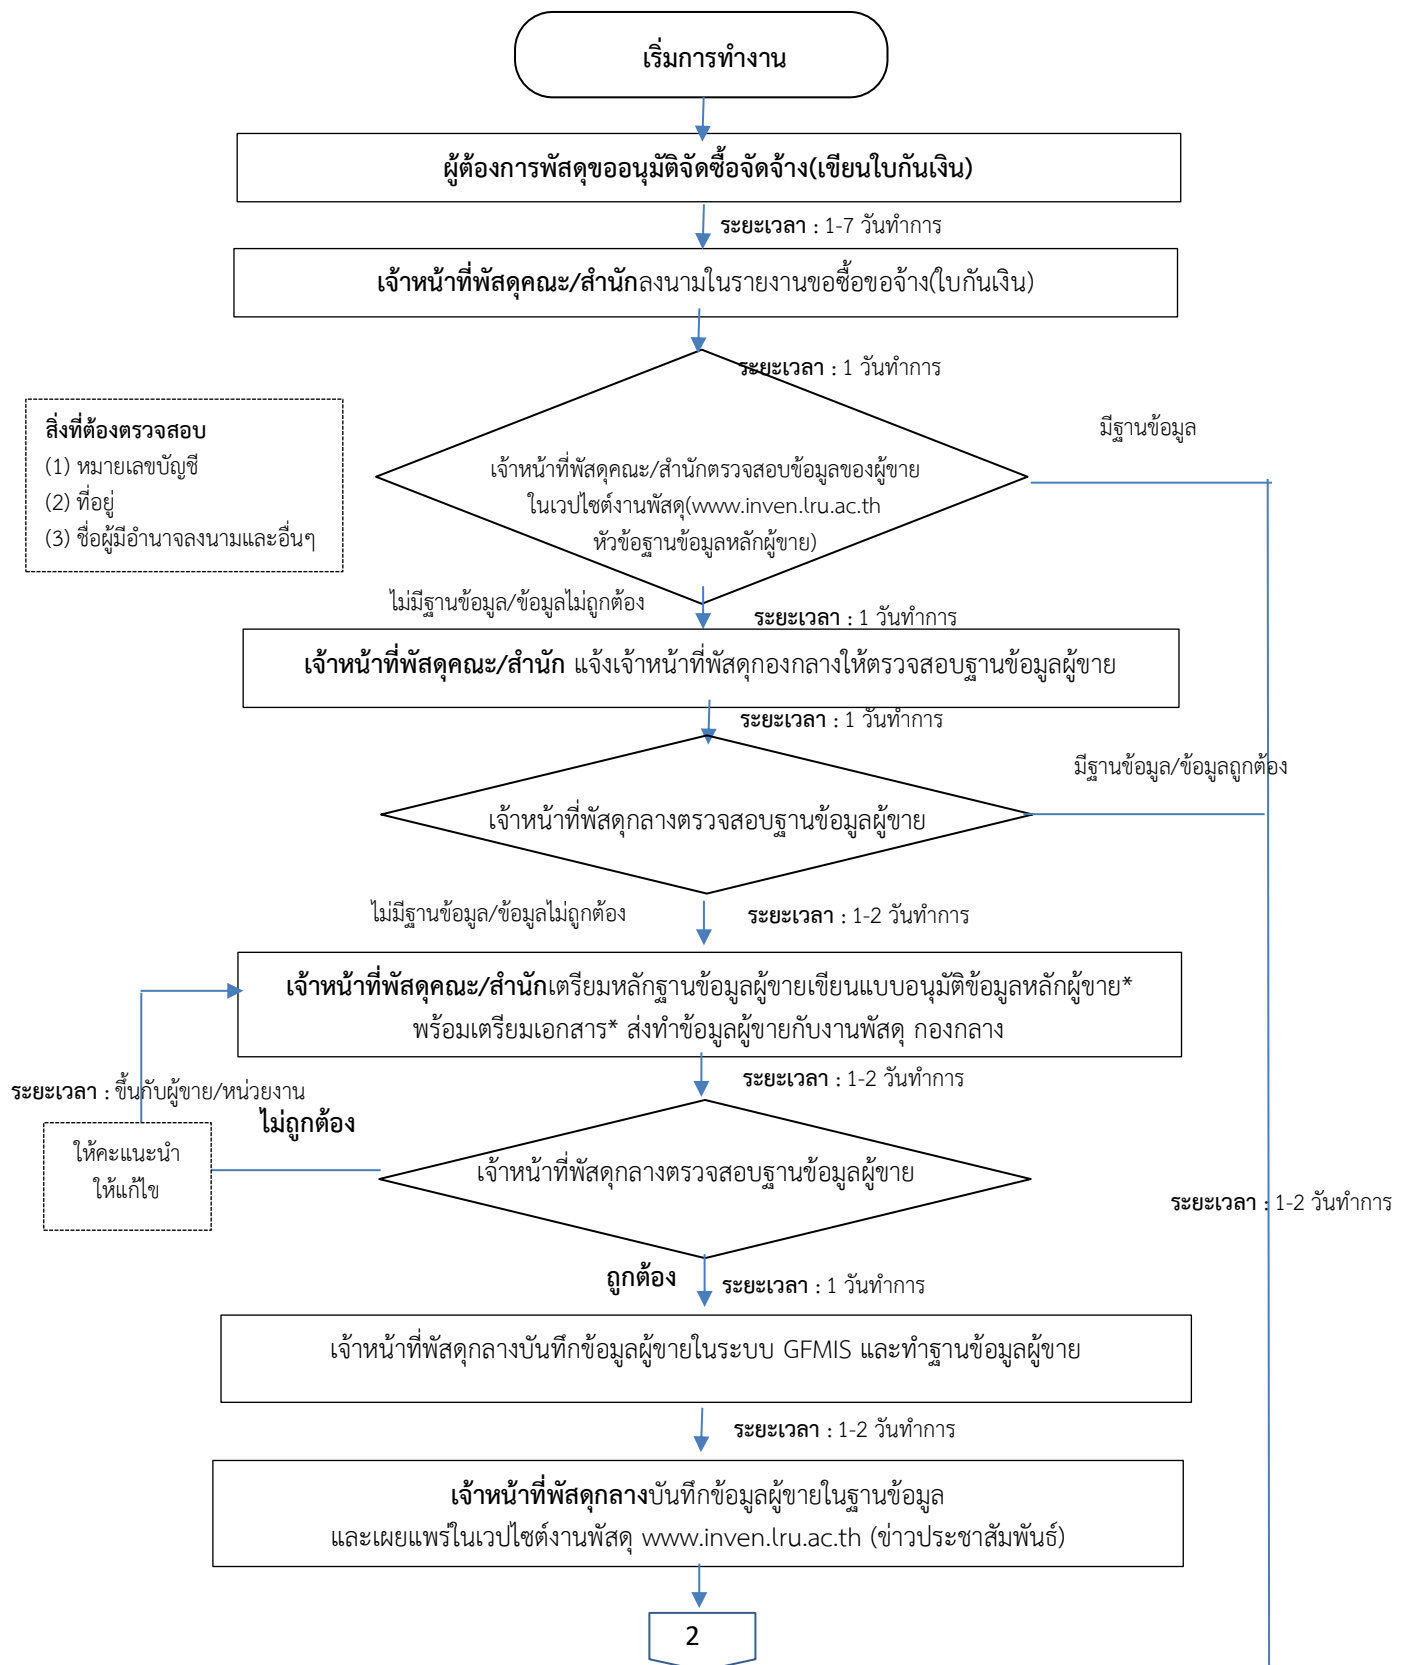 เริ่มการทำงาน
ผู้ต้องการพัสดุขออนุมัติจัดซื้อจัดจ้าง(เขียนใบกันเงิน)
ระยะเวลา : 1-7 วันทำการ
เจ้าหน้าที่พัสดุคณะ/สำนักลงนามในรายงานขอซื้อขอจ้าง(ใบกันเงิน)
ระยะเวลา : 1 วันทำการ
สิ่งที่ต้องตรวจสอบ
(1) หมายเลขบัญชี
(2) ที่อยู่
(3) ชื่อผู้มีอำนาจลงนามและอื่นๆ
มีฐานข้อมูล
เจ้าหน้าที่พัสดุคณะ/สำนักตรวจสอบข้อมูลของผู้ขาย
ในเวปไซต์งานพัสดุ(www.inven.lru.ac.th
หัวข้อฐานข้อมูลหลักผู้ขาย)
ไม่มีฐานข้อมูล/ข้อมูลไม่ถูกต้อง
ระยะเวลา : 1 วันทำการ
เจ้าหน้าที่พัสดุคณะ/สำนัก แจ้งเจ้าหน้าที่พัสดุกองกลางให้ตรวจสอบฐานข้อมูลผู้ขาย
ระยะเวลา : 1 วันทำการ
มีฐานข้อมูล/ข้อมูลถูกต้อง
เจ้าหน้าที่พัสดุกลางตรวจสอบฐานข้อมูลผู้ขาย
ไม่มีฐานข้อมูล/ข้อมูลไม่ถูกต้อง
ระยะเวลา : 1-2 วันทำการ
เจ้าหน้าที่พัสดุคณะ/สำนักเตรียมหลักฐานข้อมูลผู้ขายเขียนแบบอนุมัติข้อมูลหลักผู้ขาย*
พร้อมเตรียมเอกสาร* ส่งทำข้อมูลผู้ขายกับงานพัสดุ กองกลาง
ระยะเวลา : 1-2 วันทำการ
ระยะเวลา : ขึ้นกับผู้ขาย/หน่วยงาน
ไม่ถูกต้อง
ให้คะแนะนำ
ให้แก้ไข
เจ้าหน้าที่พัสดุกลางตรวจสอบฐานข้อมูลผู้ขาย
ระยะเวลา : 1-2 วันทำการ
ถูกต้อง
ระยะเวลา : 1 วันทำการ
เจ้าหน้าที่พัสดุกลางบันทึกข้อมูลผู้ขายในระบบ GFMIS และทำฐานข้อมูลผู้ขาย
ระยะเวลา : 1-2 วันทำการ
เจ้าหน้าที่พัสดุกลางบันทึกข้อมูลผู้ขายในฐานข้อมูล
และเผยแพร่ในเวปไซต์งานพัสดุ www.inven.lru.ac.th (ข่าวประชาสัมพันธ์)
2